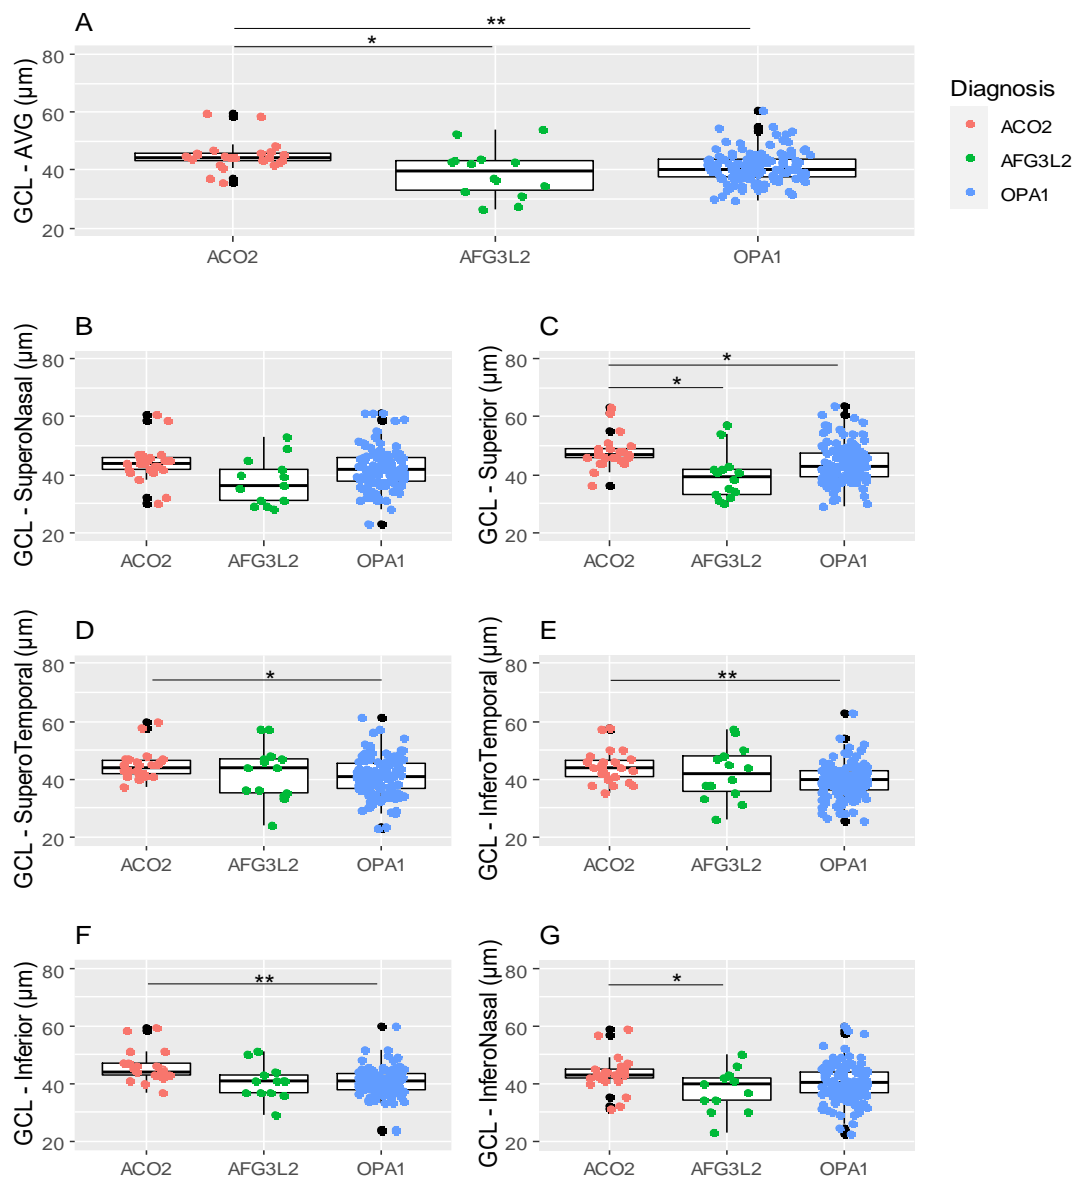 A
**
*
GCL - AVG (µm)
80
60
40
20
ACO2
AFG3L2
OPA1
Diagnosis
ACO2
AFG3L2
OPA1
B
GCL - SuperoNasal (µm)
80
60
40
20
ACO2
AFG3L2
OPA1
C
*
*
GCL - Superior (µm)
80
60
40
20
ACO2
AFG3L2
OPA1
D
*
GCL - SuperoTemporal (µm)
80
60
40
20
ACO2
AFG3L2
OPA1
E
**
GCL - InferoTemporal (µm)
80
60
40
20
ACO2
AFG3L2
OPA1
F
**
GCL - Inferior (µm)
80
60
40
20
ACO2
AFG3L2
OPA1
G
*
GCL - InferoNasal (µm)
80
60
40
20
ACO2
AFG3L2
OPA1